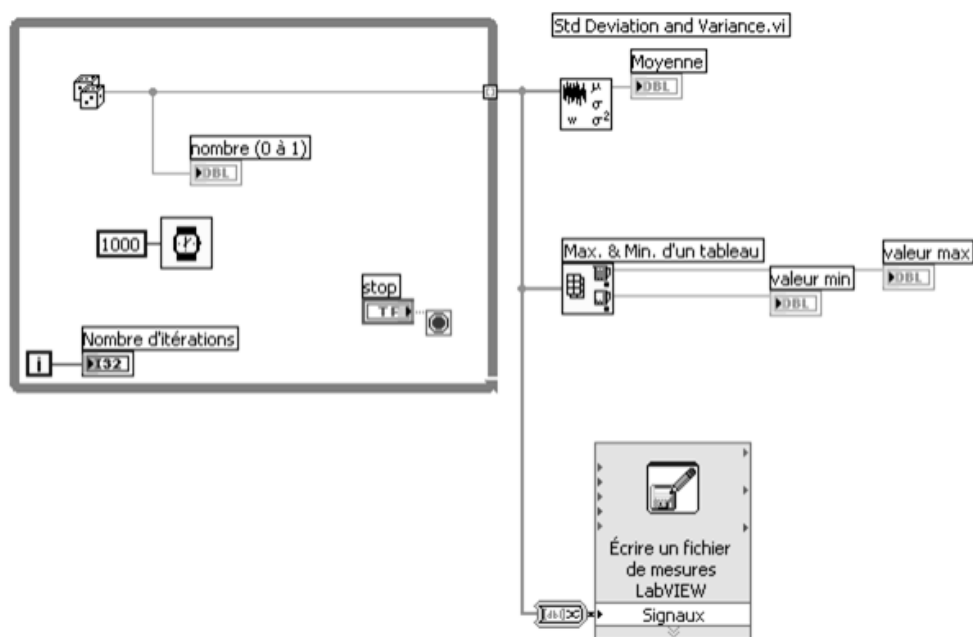 Std Deviation and Variance.vi
Moyenne
DBL
μ
σ
w σ²
nombre (0 à 1)
DBL
1000
Max. & Min. d'un tableau
valeur max
DBL
valeur min
DBL
stop
TF
Nombre d'itérations
i
I32
Écrire un fichier
de mesures
LabVIEW
Signaux